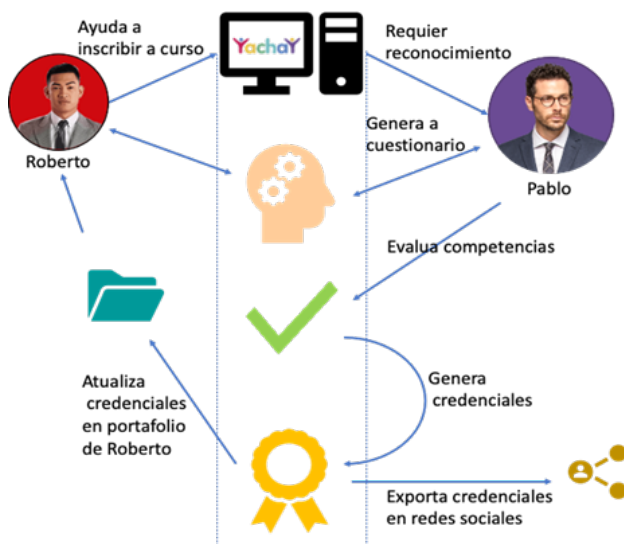 Ayuda a
inscribir a curso
YachaY
Requier
reconocimiento
Roberto
Genera a
cuestionario
Pablo
Evalua competencias
Atualiza
credenciales
en portafolio
de Roberto
Genera
credenciales
Exporta credenciales
en redes sociales